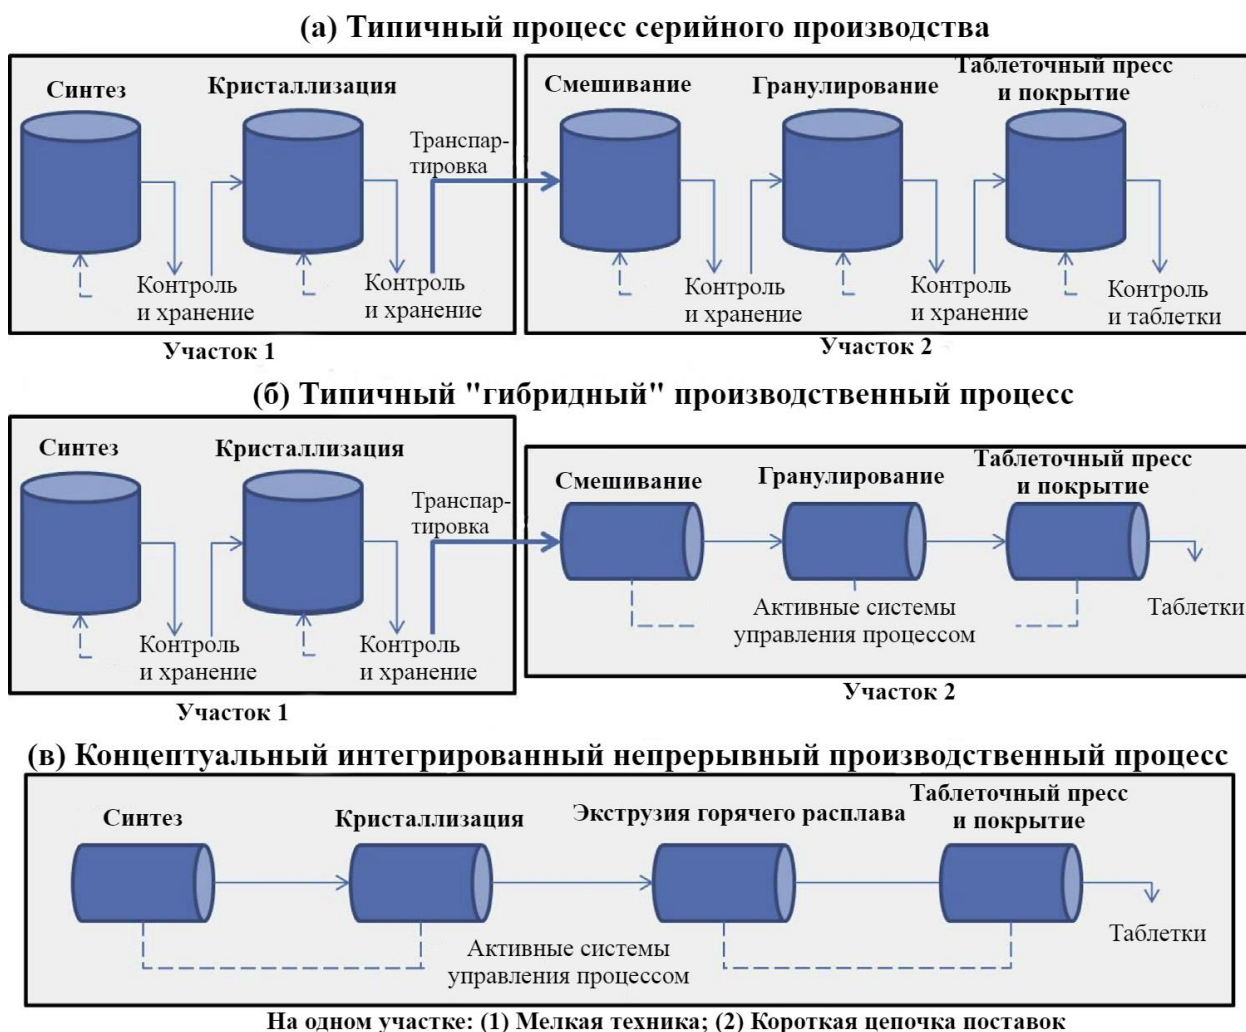 (а) Типичный процесс серийного производства
Синтез
Кристаллизация
Смешивание
Гранулирование
Таблеточный пресс
и покрытие
Транспар-
тировка
Контроль
и хранение
Контроль
и хранение
Контроль
и хранение
Контроль
и хранение
Контроль
и таблетки
Участок 1
Участок 2
(б) Типичный "гибридный" производственный процесс
Синтез
Кристаллизация
Смешивание
Гранулирование
Таблеточный пресс
и покрытие
Транспар-
тировка
Контроль
и хранение
Контроль
и хранение
Активные системы
управления процессом
Таблетки
Участок 1
Участок 2
(в) Концептуальный интегрированный непрерывный производственный процесс
Синтез
Кристаллизация
Экструзия горячего расплава
Таблеточный пресс
и покрытие
Активные системы
управления процессом
Таблетки
На одном участке: (1) Мелкая техника; (2) Короткая цепочка поставок